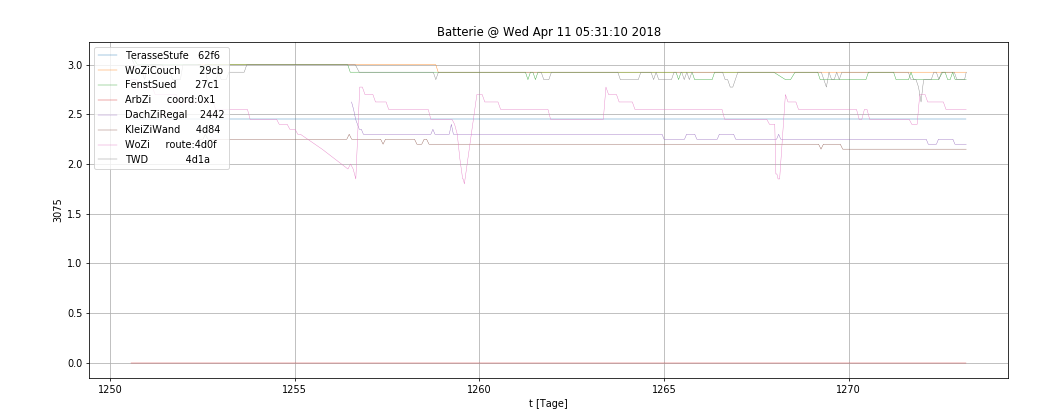 Batterie @ Wed Apr 11 05:31:10 2018
TerasseStufe 62f6
WoZiCouch 29cb
FenstSued 27c1
ArbZi coord:0x1
DachZiRegal 2442
KleiZiWand 4d84
WoZi route:4d0f
TWD 4d1a
3.0
2.5
2.0
1.5
1.0
0.5
0.0
3075
1250 1255 1260 1265 1270
t [Tage]